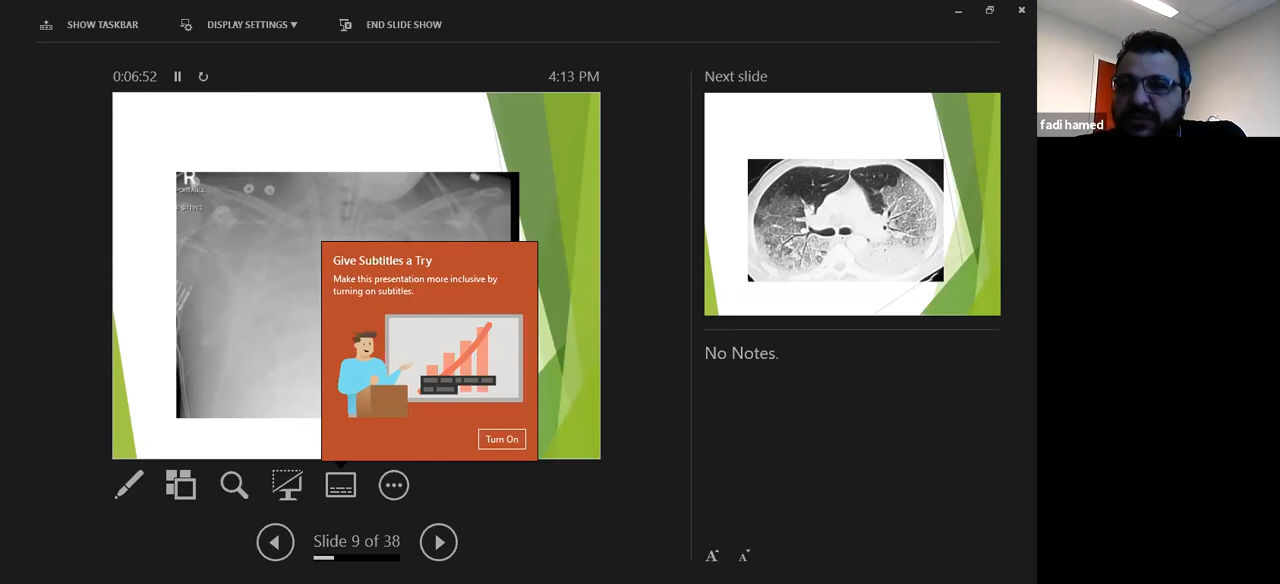 SHOW TASKBAR
DISPLAY SETTINGS ▼
END SLIDE SHOW
0:06:52
4:13 PM
Next slide
fadi hamed
R
Give Subtitles a Try
Make this presentation more inclusive by
turning on subtitles.
Turn On
No Notes.
Slide 9 of 38
A A